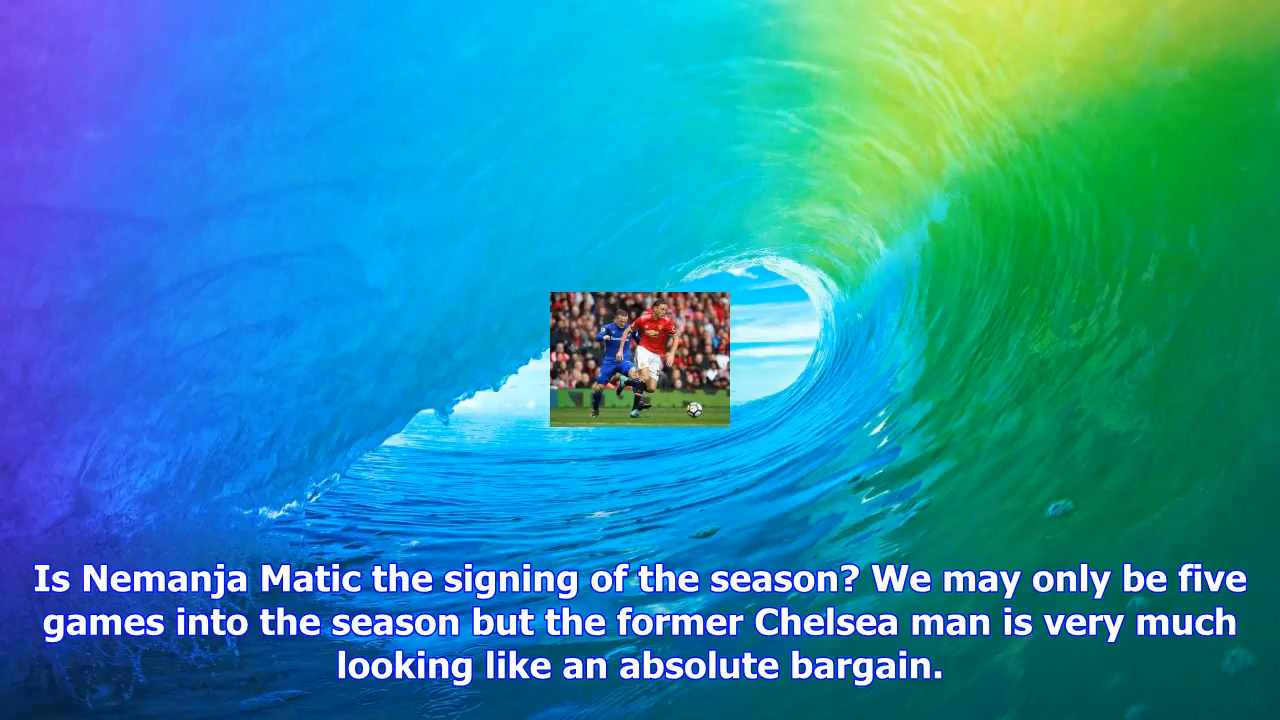 Is Nemanja Matic the signing of the season? We may only be five
games into the season but the former Chelsea man is very much
looking like an absolute bargain.